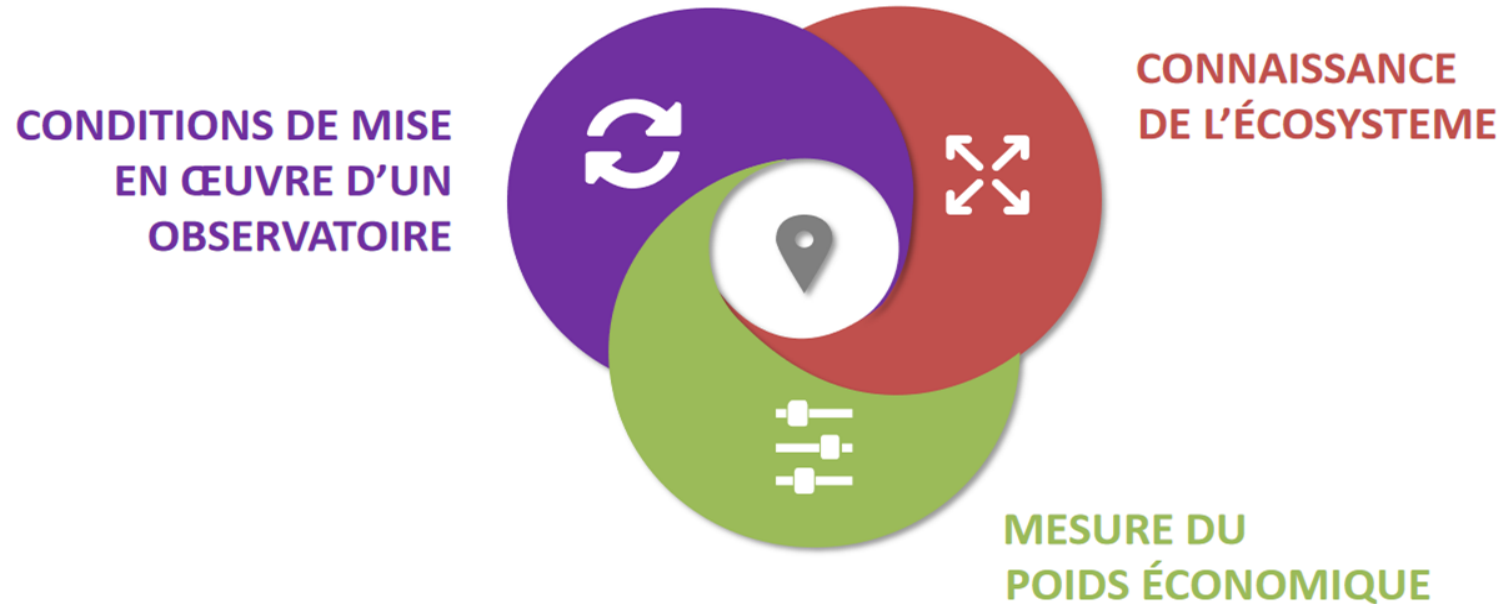 CONDITIONS DE MISE
EN ŒUVRE D’UN
OBSERVATOIRE
CONNAISSANCE
DE L’ÉCOSYSTEME
MESURE DU
POIDS ÉCONOMIQUE